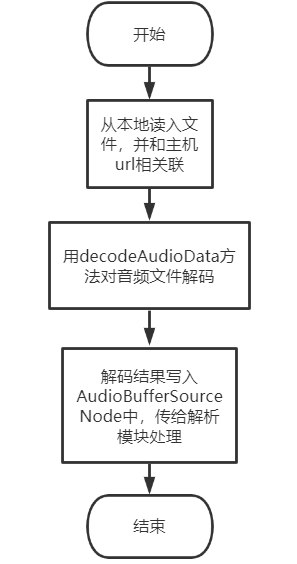 开始
从本地读入文
件，并和主机
url相关联
用decodeAudioData方
法对音频文件解码
解码结果写入
AudioBufferSource
Node中，传给解析
模块处理
结束